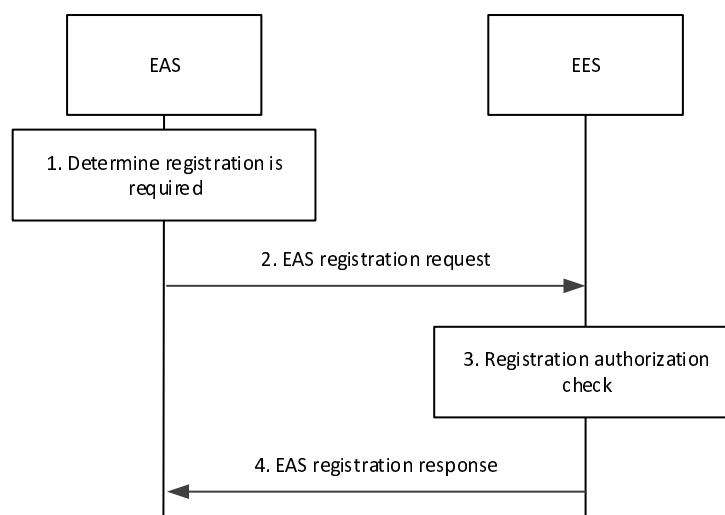 EAS
EES
1. Determine registration is
required
2. EAS registration request
3. Registration authorization
check
4. EAS registration response